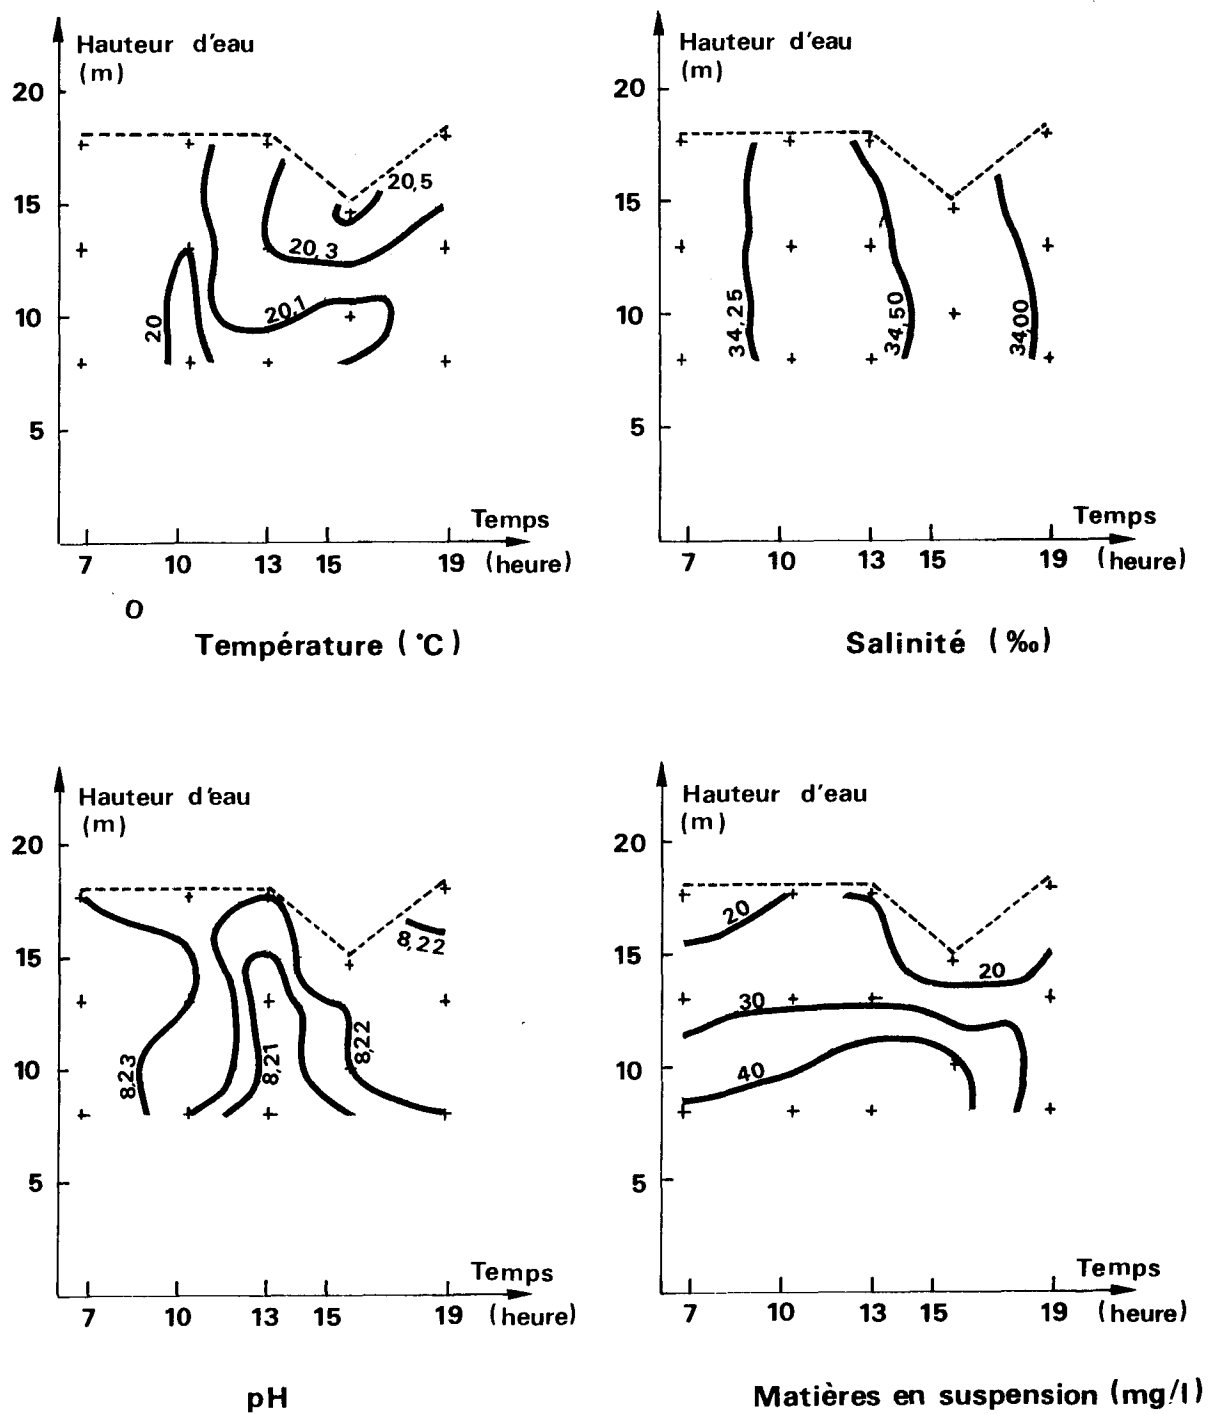 Hauteur d'eau
(m)
20
15
10
5
20,5
20,3
20,1
20
Temps
7 10 13 15 19 (heure)
O
Température (°C)
Hauteur d'eau
(m)
20
15
10
5
34,25
34,50
34,00
Temps
7 10 13 15 19 (heure)
Salinité (‰)
Hauteur d'eau
(m)
20
15
10
5
8,22
8,23
8,21
8,22
Temps
7 10 13 15 19 (heure)
pH
Hauteur d'eau
(m)
20
15
10
5
20
20
30
40
Temps
7 10 13 15 19 (heure)
Matières en suspension (mg/l)